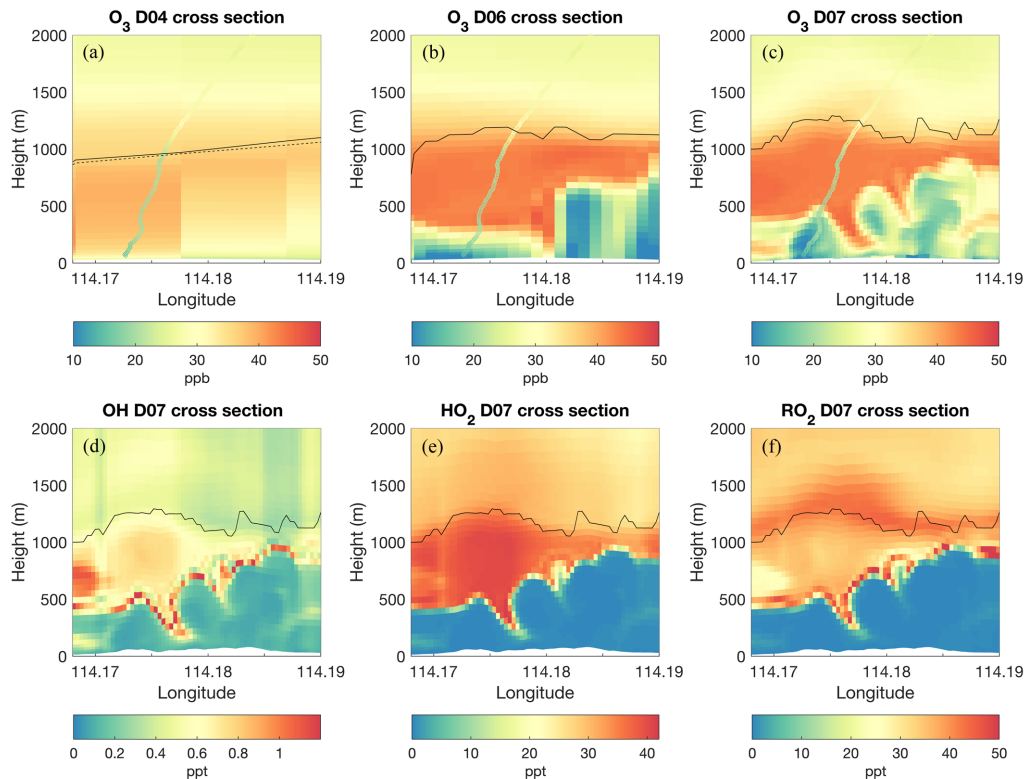 O3 D04 cross section
(a)
2000
1500
1000
500
0
Height (m)
114.17 114.18 114.19
Longitude
10 20 30 40 50
ppb
O3 D06 cross section
(b)
2000
1500
1000
500
0
Height (m)
114.17 114.18 114.19
Longitude
10 20 30 40 50
ppb
O3 D07 cross section
(c)
2000
1500
1000
500
0
Height (m)
114.17 114.18 114.19
Longitude
10 20 30 40 50
ppb
OH D07 cross section
(d)
2000
1500
1000
500
0
Height (m)
114.17 114.18 114.19
Longitude
0 0.2 0.4 0.6 0.8 1
ppt
HO2 D07 cross section
(e)
2000
1500
1000
500
0
Height (m)
114.17 114.18 114.19
Longitude
0 10 20 30 40
ppt
RO2 D07 cross section
(f)
2000
1500
1000
500
0
Height (m)
114.17 114.18 114.19
Longitude
0 10 20 30 40 50
ppt